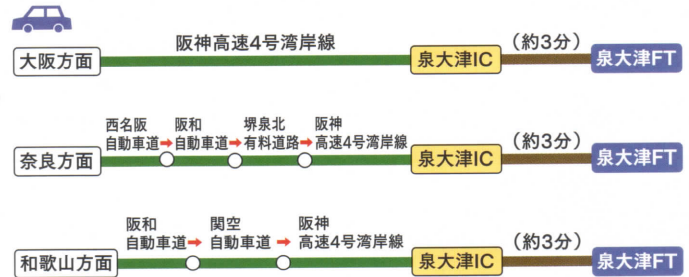 阪神高速4号湾岸線
大阪方面
泉大津IC
(約3分)
泉大津FT
西名阪
自動車道
阪和
自動車道
堺泉北
有料道路
阪神
高速4号湾岸線
奈良方面
泉大津IC
(約3分)
泉大津FT
阪和
自動車道
関空
自動車道
阪神
高速4号湾岸線
和歌山方面
泉大津IC
(約3分)
泉大津FT